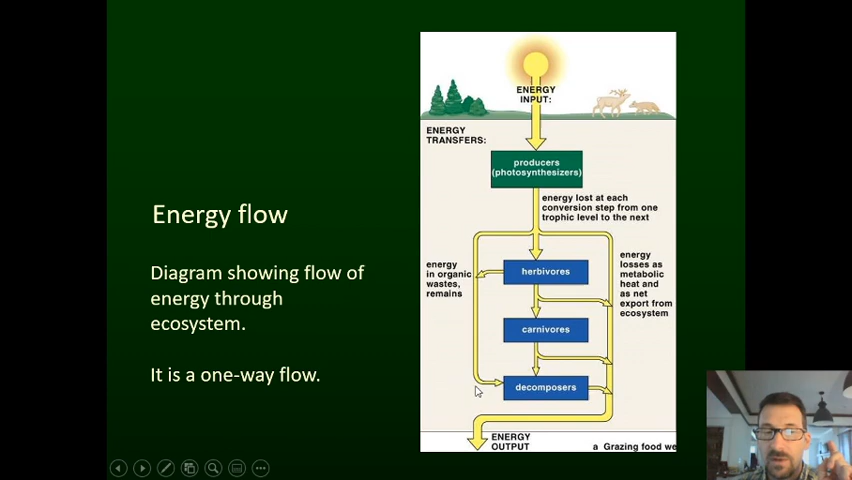 Energy flow
Diagram showing flow of
energy through
ecosystem.
It is a one-way flow.
ENERGY
INPUT:
ENERGY
TRANSFERS:
producers
(photosynthesizers)
energy lost at each
conversion step from one
trophic level to the next
energy
in organic
wastes,
remains
herbivores
energy
losses as
metabolic
heat and
as net
export from
ecosystem
carnivores
decomposers
ENERGY
OUTPUT
a Grazing food we